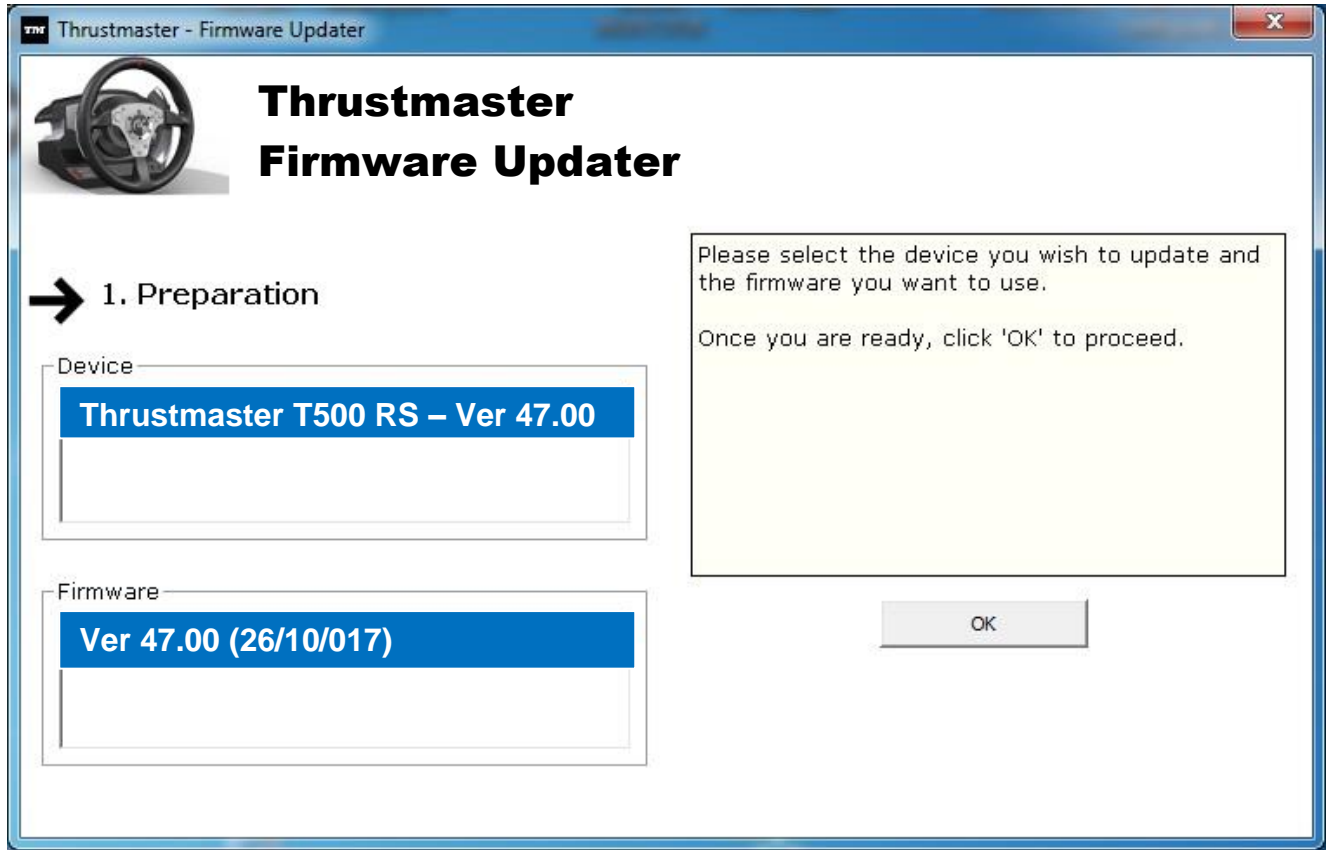 Thrustmaster - Firmware Updater
X
Thrustmaster
Firmware Updater
1. Preparation
Device
Thrustmaster T500 RS – Ver 47.00
Firmware
Ver 47.00 (26/10/017)
Please select the device you wish to update and
the firmware you want to use.
Once you are ready, click 'OK' to proceed.
OK